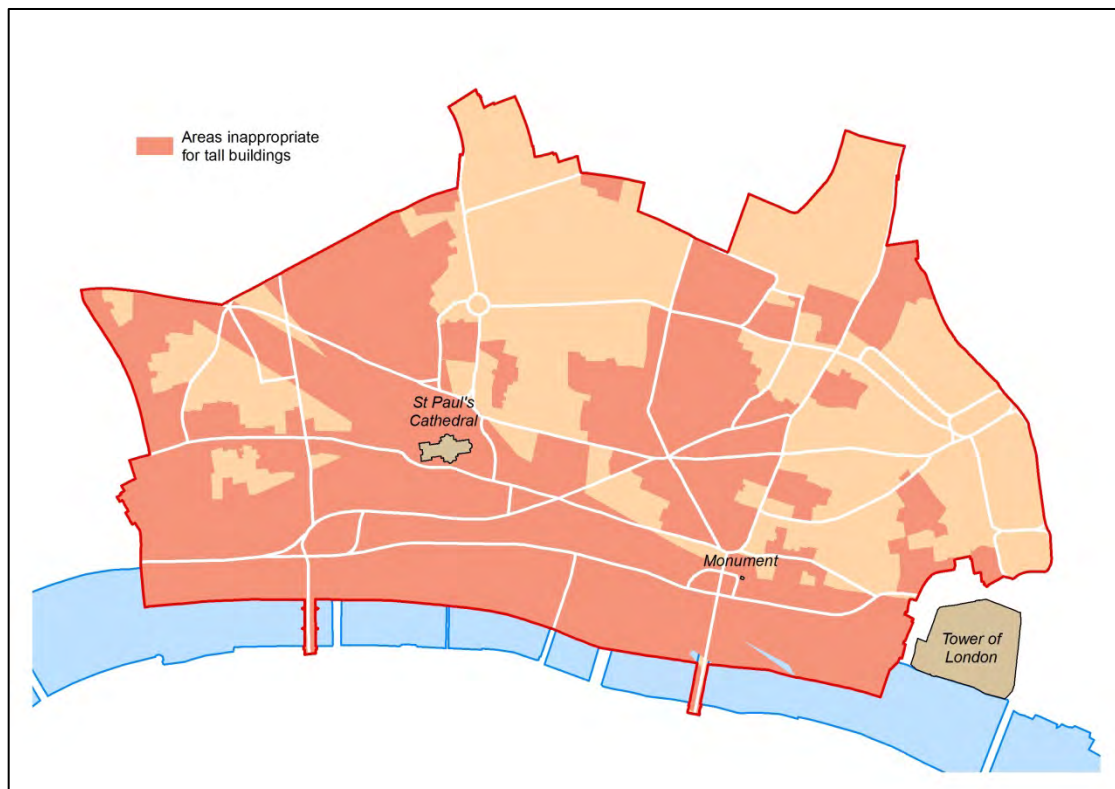 Areas inappropriate
for tall buildings
St Paul's
Cathedral
Monument
Tower of
London